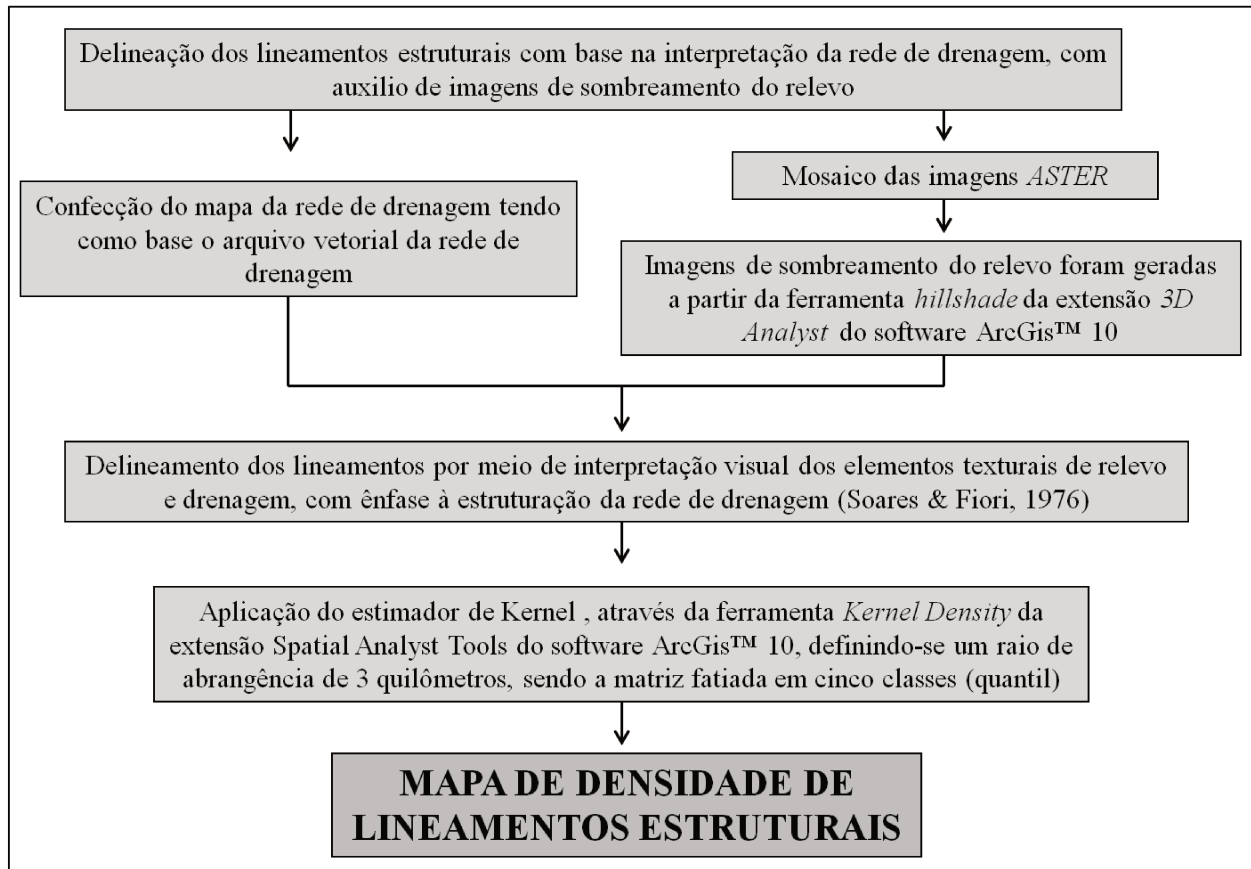 Delineação dos lineamentos estruturais com base na interpretação da rede de drenagem, com
auxilio de imagens de sombreamento do relevo
Confecção do mapa da rede de drenagem tendo
como base o arquivo vetorial da rede de
drenagem
Mosaico das imagens ASTER
Imagens de sombreamento do relevo foram geradas
a partir da ferramenta hillshade da extensão 3D
Analyst do software ArcGis™ 10
Delineamento dos lineamentos por meio de interpretação visual dos elementos texturais de relevo
e drenagem, com ênfase à estruturação da rede de drenagem (Soares & Fiori, 1976)
Aplicação do estimador de Kernel , através da ferramenta Kernel Density da
extensão Spatial Analyst Tools do software ArcGis™ 10, definindo-se um raio de
abrangência de 3 quilômetros, sendo a matriz fatiada em cinco classes (quantil)
MAPA DE DENSIDADE DE
LINEAMENTOS ESTRUTURAIS